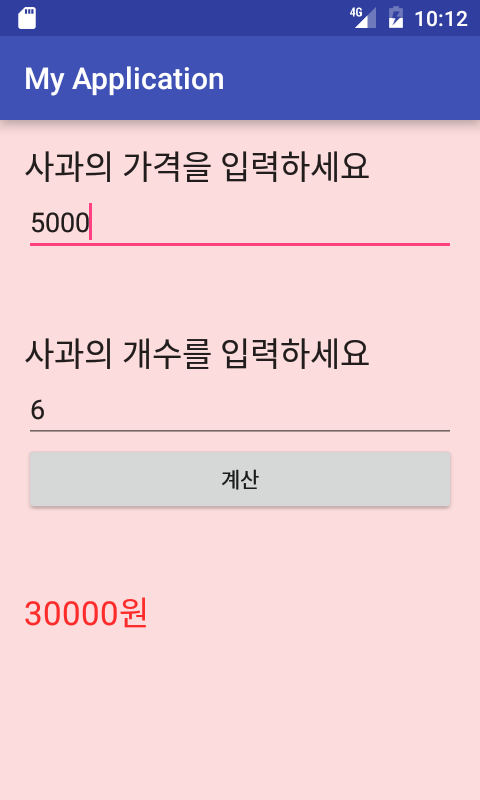 4G 10:12
My Application
사과의 가격을 입력하세요
5000
사과의 개수를 입력하세요
6
계산
30000원